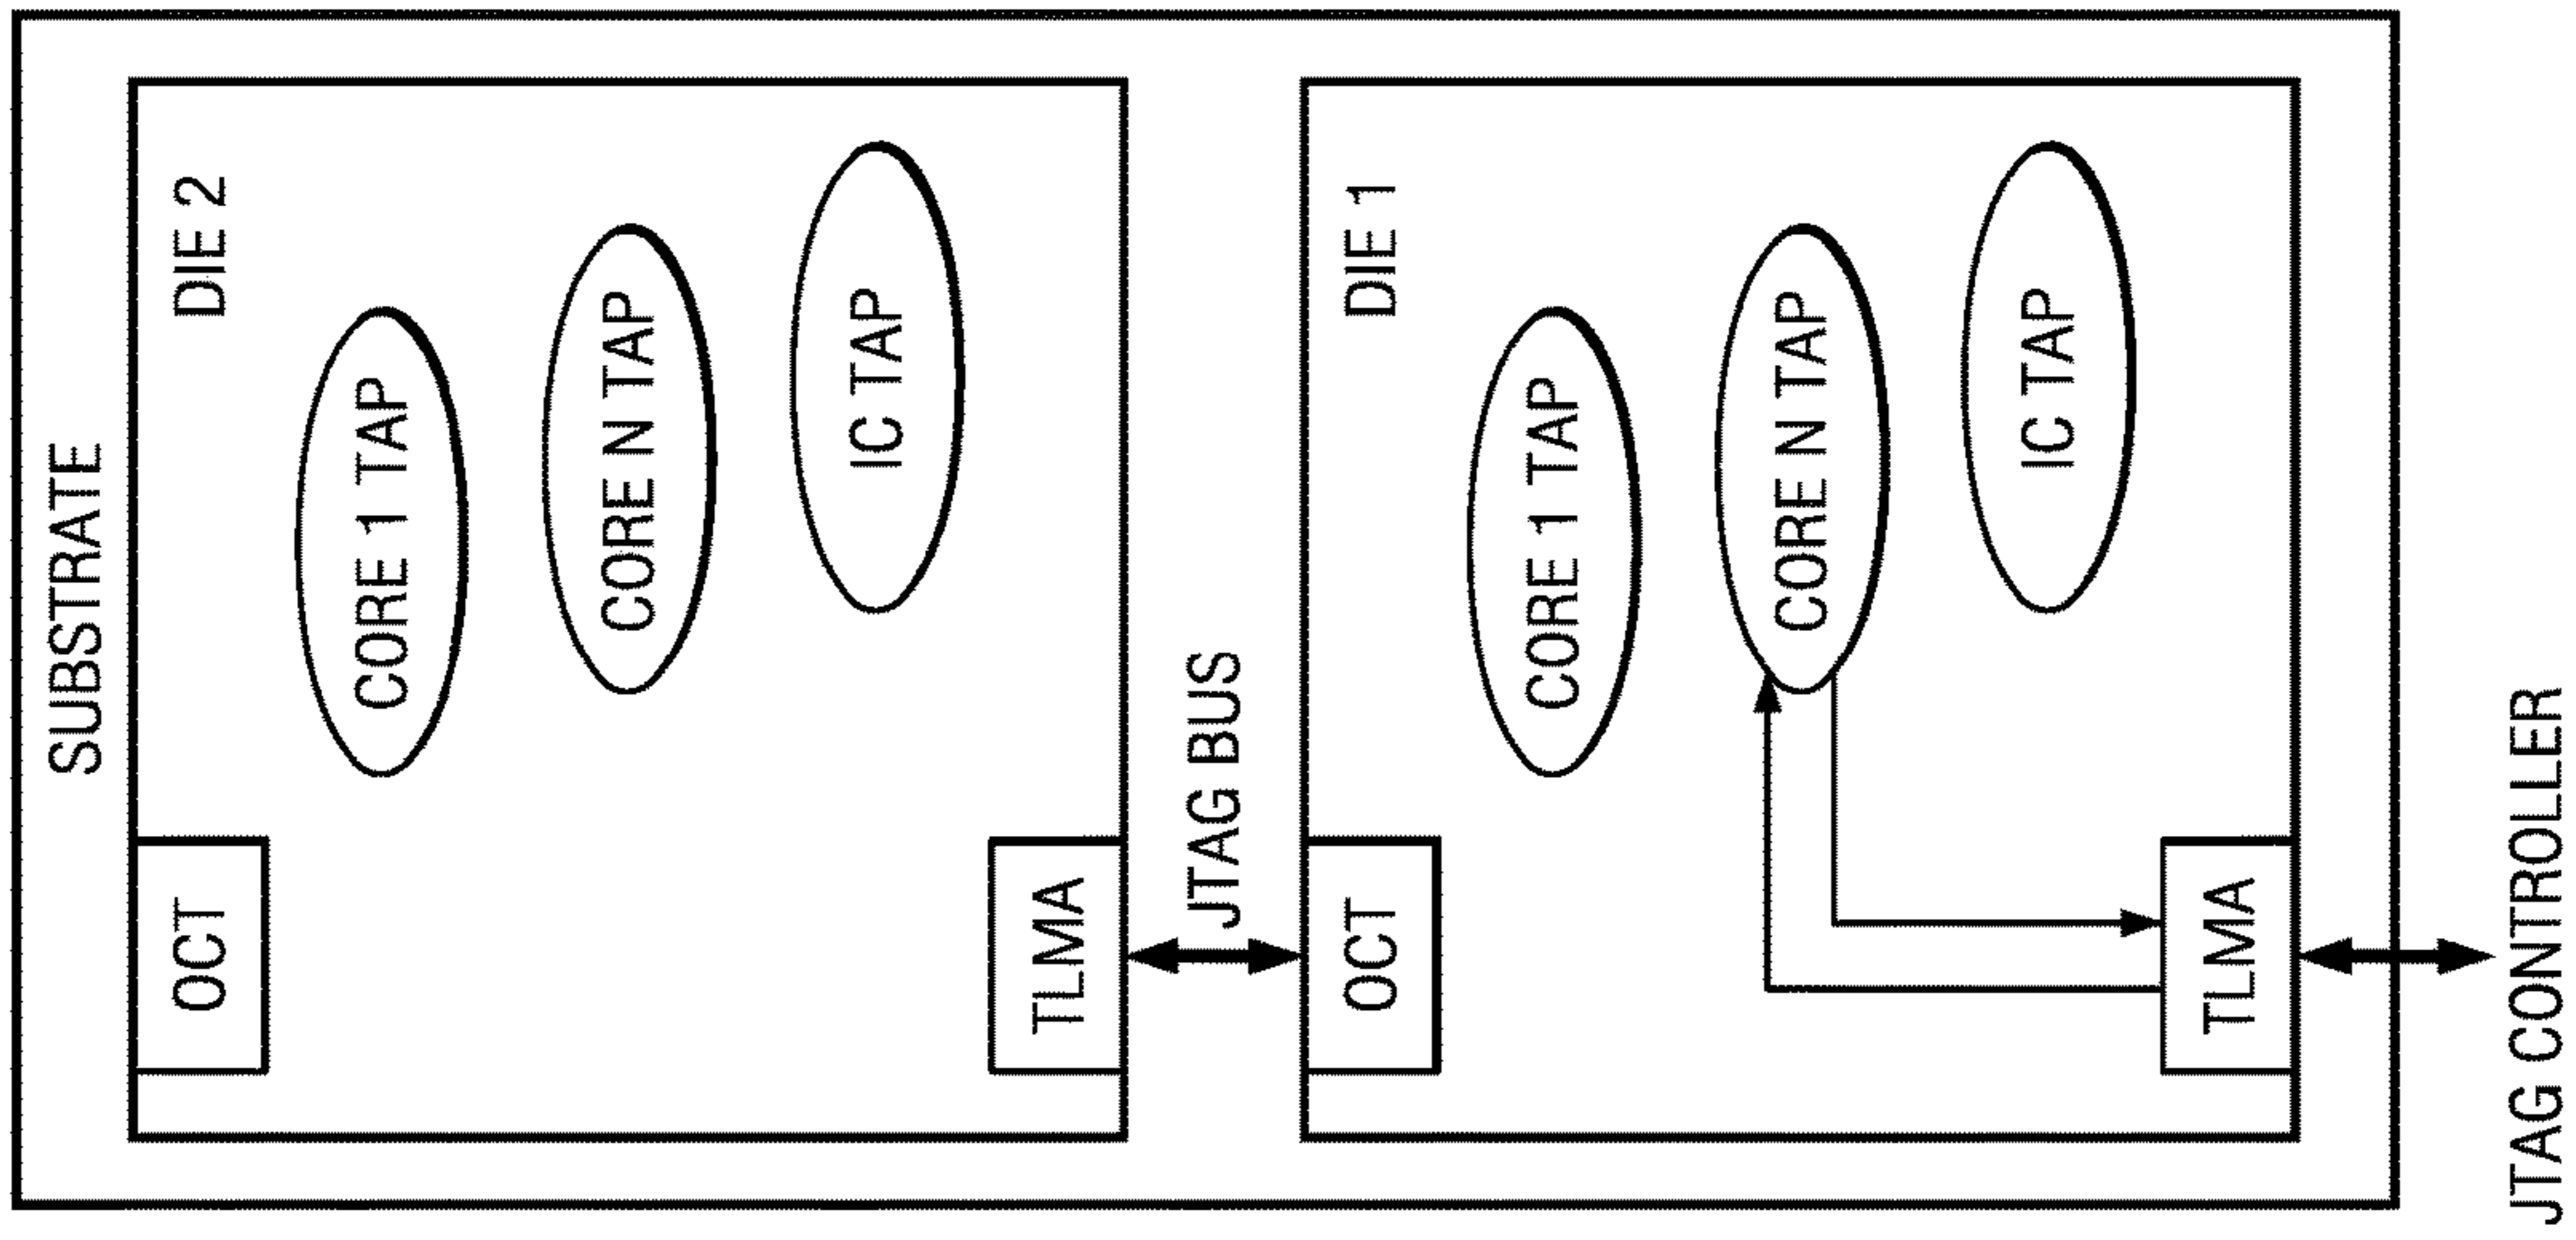 SUBSTRATE
OCT
DIE 2
CORE 1 TAP
CORE N TAP
IC TAP
TLMA
JTAG BUS
OCT
DIE 1
CORE 1 TAP
CORE N TAP
IC TAP
TLMA
JTAG CONTROLLER